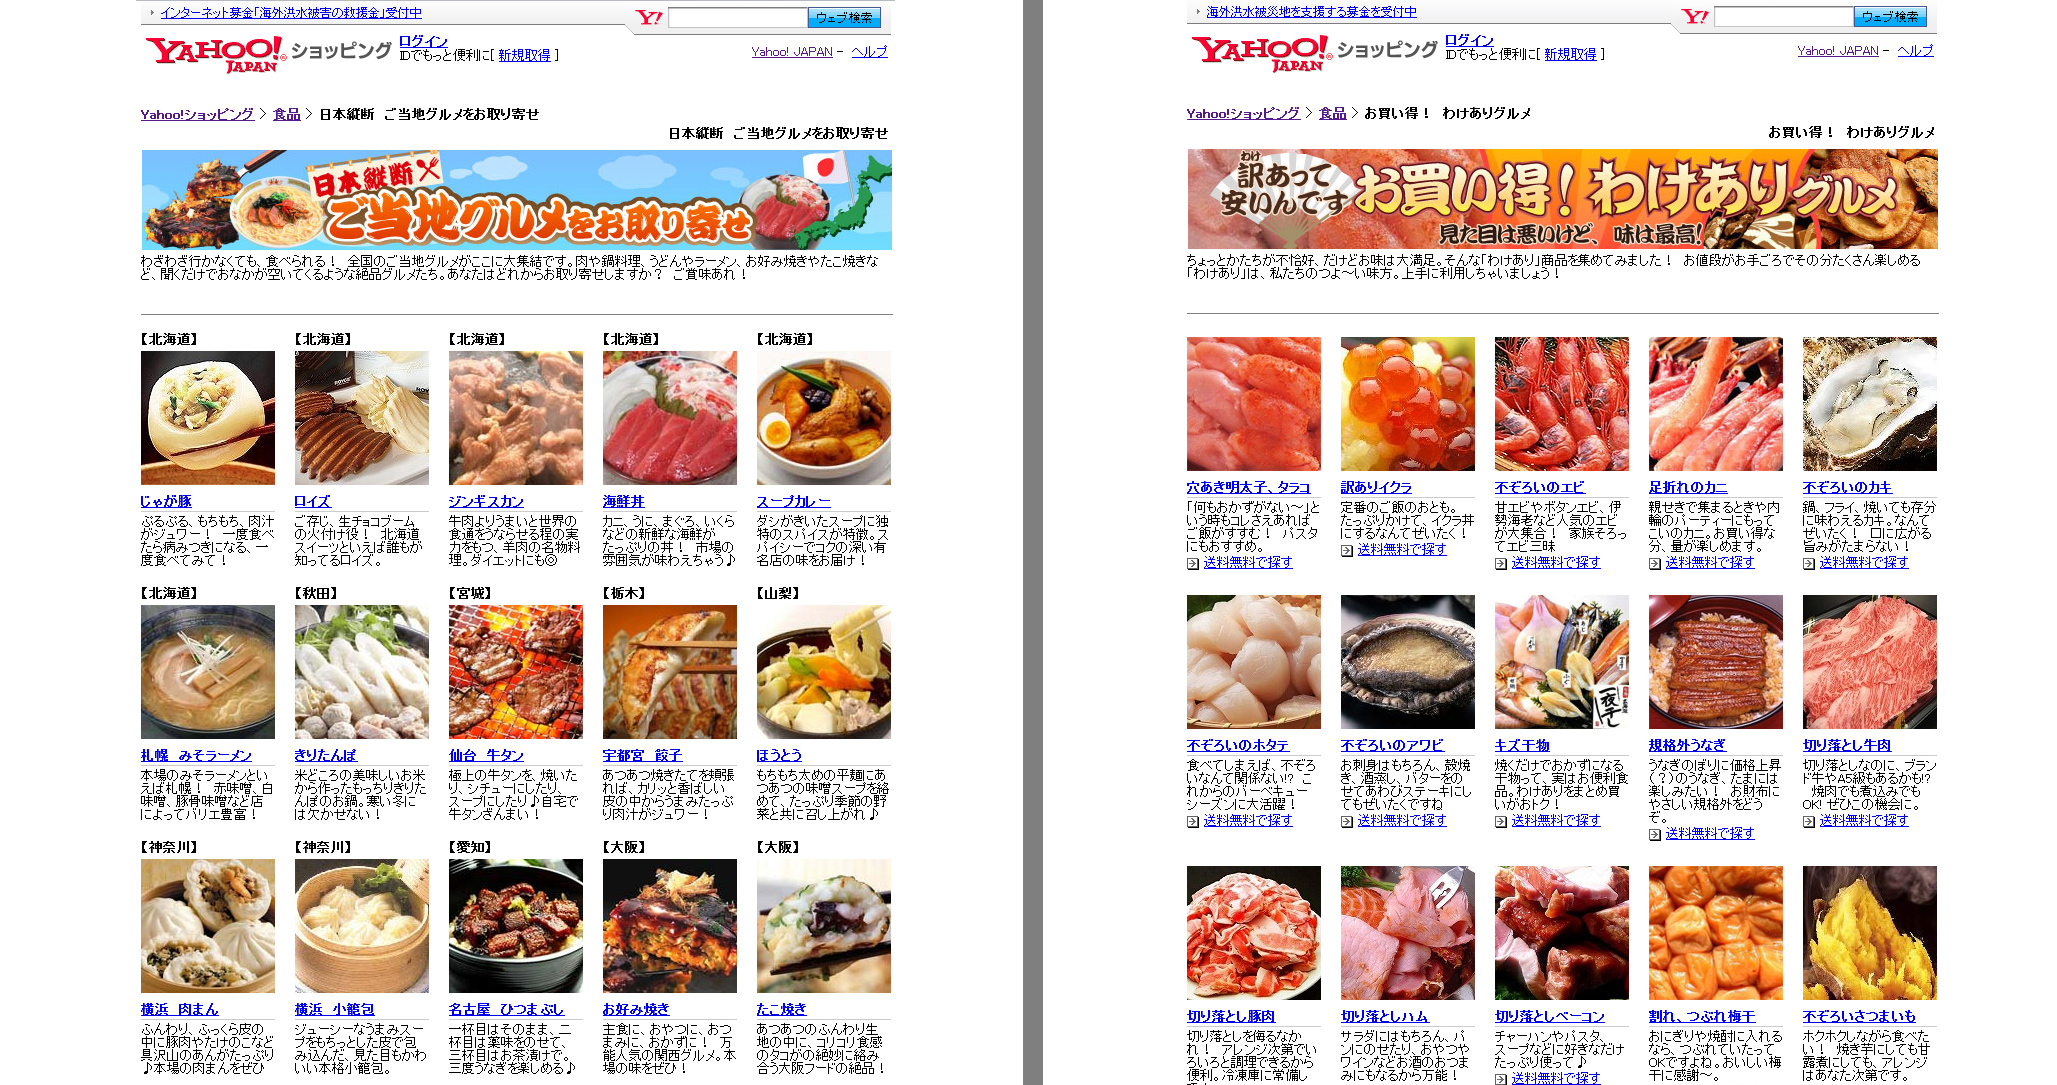 インターネット募金「海外洪水被害の救援金」受付中
Y!
ウェブ検索
YAHOO! JAPAN ショッピング
ログイン
IDでもっと便利に[ 新規取得 ]
Yahoo! JAPAN - ヘルプ
Yahoo!ショッピング > 食品 > 日本縦断 ご当地グルメをお取り寄せ
日本縦断 ご当地グルメをお取り寄せ
日本縦断
ご当地グルメをお取り寄せ
わざわざ行かなくても、食べられる! 全国のご当地グルメがここに大集結です。肉や鍋料理、うどんやラーメン、お好み焼きやたこ焼きな
ど、聞くだけでおなかが空いてくるような絶品グルメたち。あなたはどれからお取り寄せしますか? ご賞味あれ!
【北海道】
じゃが豚
ぷるぷる、もちもち、肉汁
がジュワー! 一度食べ
たら病みつきになる、一
度食べてみて!
【北海道】
ロイズ
ご存じ、生チョコブーム
の火付け役! 北海道
スイーツといえば誰もが
知ってるロイズ。
【北海道】
ジンギスカン
牛肉よりうまいと世界の
食通をうならせる程の実
力をもつ、羊肉の名物料
理。ダイエットにも◎
【北海道】
海鮮丼
カニ、うに、まぐろ、いくら
などの新鮮な海鮮が
たっぷりの丼! 市場の
雰囲気が味わえちゃう♪
【北海道】
スープカレー
ダシがきいたスープに独
特のスパイスが特徴。ス
パイシーでコクの深い有
名店の味をお届け!
【北海道】
札幌 みそラーメン
本場のみそラーメンとい
えば札幌! 赤味噌、白
味噌、豚骨味噌など店
によってバリエ豊富!
【秋田】
きりたんぽ
米どころの美味しいお米
から作ったもっちりきりた
んぽのお鍋。寒い冬に
は欠かせない!
【宮城】
仙台 牛タン
極上の牛タンを、焼いた
り、シチューにしたり、
スープにしたり♪自宅で
牛タンざんまい!
【栃木】
宇都宮 餃子
あつあつ焼きたてを頬張
れば、カリッと香ばしい
皮の中からうまみたっぷ
り肉汁がジュワー!
【山梨】
ほうとう
もちもち太めの平麺にあ
つあつの味噌スープを絡
めて、たっぷり季節の野
菜と共に召し上がれ♪
【神奈川】
横浜 肉まん
ふんわり、ふっくら皮の
中に豚肉やたけのこなど
具沢山のあんがたっぷり
♪本場の肉まんをぜひ
【神奈川】
横浜 小籠包
ジューシーなうまみスー
プをもちっとした皮で包
み込んだ、見た目もかわ
いい本格小籠包。
【愛知】
名古屋 ひつまぶし
一杯目はそのまま、二
杯目は薬味をのせて、
三杯目はお茶漬けで。
三度うなぎを楽しめる♪
【大阪】
お好み焼き
主食に、おやつに、おつ
まみに、おかずに! 万
能人気の関西グルメ。本
場の味をぜひ!
【大阪】
たこ焼き
あつあつのふんわり生
地の中に、コリコリ食感
のタコがの絶妙に絡み
合う大阪フードの絶品!
海外洪水被災地を支援する募金を受付中
Y!
ウェブ検索
YAHOO! JAPAN ショッピング
ログイン
IDでもっと便利に[ 新規取得 ]
Yahoo! JAPAN - ヘルプ
Yahoo!ショッピング > 食品 > お買い得! わけありグルメ
お買い得! わけありグルメ
わけ
訳あって
安いんです
お買い得!わけありグルメ
見た目は悪いけど、味は最高!
ちょっとかたちが不恰好、だけどお味は大満足。そんな「わけあり」商品を集めてみました! お値段がお手ごろでその分たくさん楽しめる
「わけあり」は、私たちのつよ〜い味方。上手に利用しちゃいましょう!
穴あき明太子、タラコ
「何もおかずがない〜」と
いう時もコレさえあれば
ご飯がすすむ! パスタ
にもおすすめ。
送料無料で探す
訳ありイクラ
定番のご飯のおとも。
たっぷりかけて、イクラ丼
にするなんてぜいたく!
送料無料で探す
不ぞろいのエビ
甘エビやボタンエビ、伊
勢海老など人気のエビ
が大集合! 家族そろっ
てエビ三昧
送料無料で探す
足折れのカニ
親せきで集まるときや内
輪のパーティーにもって
こいのカニ。お買い得な
分、量が楽しめます。
送料無料で探す
不ぞろいのカキ
鍋、フライ、焼いても存分
に味わえるカキ。なんて
ぜいたく! 口に広がる
旨みがたまらない!
送料無料で探す
不ぞろいのホタテ
食べてしまえば、不ぞろ
いなんて関係ない!? こ
れからのバーベキュー
シーズンに大活躍!
送料無料で探す
不ぞろいのアワビ
お刺身はもちろん、殻焼
き、酒蒸し、バターをの
せてあわびステーキにし
てもぜいたくですね
送料無料で探す
一夜干し
キズ干物
焼くだけでおかずになる
干物って、実はお便利食
品。わけありをまとめ買
いがおトク!
送料無料で探す
規格外うなぎ
うなぎのぼりに価格上昇
(?)のうなぎ、たまには
楽しみたい! お財布に
やさしい規格外をどう
ぞ。
送料無料で探す
切り落とし牛肉
切り落としなのに、ブラン
ド牛やA5級もあるかも!?
焼肉でも煮込みでも
OK! ぜひこの機会に。
送料無料で探す
切り落とし豚肉
切り落としを侮るなか
れ! アレンジ次第でい
ろいろと調理できるから
便利。冷凍庫に常備し
切り落としハム
サラダにはもちろん、パ
ンにのせたり、おやつや
ワインなどお酒のおつま
みにもなるから万能!
切り落としベーコン
チャーハンやパスタ、
スープなどに好きなだけ
たっぷり使って♪
送料無料で探す
割れ、つぶれ梅干
おにぎりや焼酎に入れる
なら、つぶれていたって
OKですよね。おいしい梅
干に感謝〜。
不ぞろいさつまいも
ホクホクしながら食べた
い! 焼き芋にしても甘
露煮にしても、アレンジ
はあなた次第です。